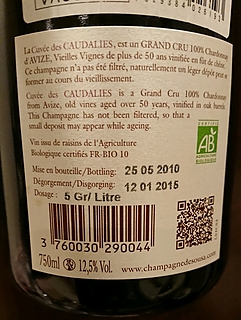 La Cuvée des CAUDALIES, est un GRAND CRU 100% Chardonnay
d'AVIZE, Vieilles Vignes de plus de 50 ans vinifié en fût de chêne.
Ce champagne n'a pas été filtré, naturellement un léger dépôt peut se
former au cours du vieillissement.
Cuvée des CAUDALIES is a Grand Cru 100% Chardonnay
from Avize, old vines aged over 50 years, vinified in oak barrels.
This Champagne has not been filtered, so that a
small deposit may appear while ageing.
Vin issu de raisins de l'Agriculture
Biologique certifiés FR-BIO 10
AB
AGRICULTURE
BIOLOGIQUE
Mise en bouteille/Bottling: 25 05 2010
Dégorgement/Disgorging: 12 01 2015
Dosage : 5 Gr/ Litre
3 760030 290044
750ml 12,5% Vol.
www.champagnedesousa.com